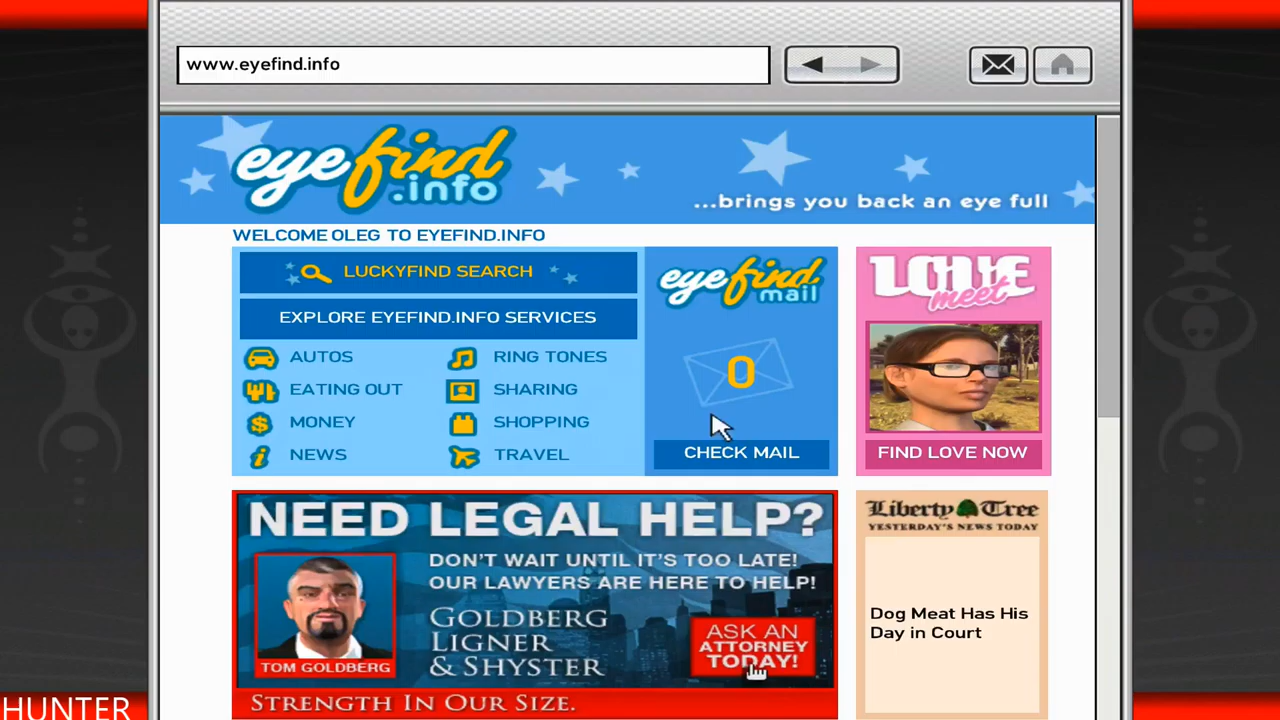 www.eyefind.info
eyefind
.info
...brings you back an eye full
WELCOME OLEG TO EYEFIND.INFO
LUCKYFIND SEARCH
EXPLORE EYEFIND.INFO SERVICES
AUTOS
RING TONES
EATING OUT
SHARING
MONEY
SHOPPING
NEWS
TRAVEL
eyefind
mail
0
CHECK MAIL
LOVE
meet
FIND LOVE NOW
NEED LEGAL HELP?
DON'T WAIT UNTIL IT'S TOO LATE!
OUR LAWYERS ARE HERE TO HELP!
GOLDBERG
LIGNER
& SHYSTER
TOM GOLDBERG
ASK AN
ATTORNEY
TODAY!
STRENGTH IN OUR SIZE.
Liberty Tree
YESTERDAY'S NEWS TODAY
Dog Meat Has His
Day in Court
HUNTER